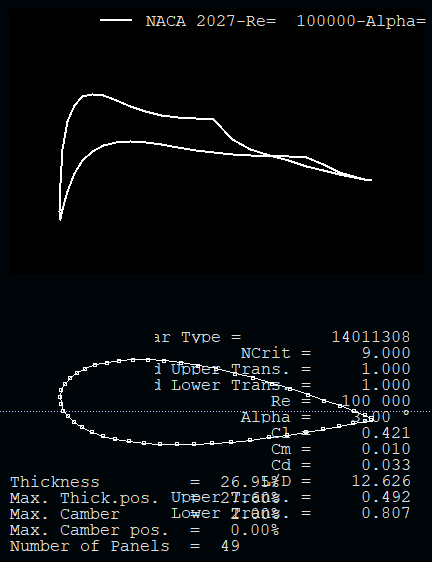 NACA 2027-Re=  100000-Alpha=
ar Type = 14011308
NCrit = 9.000
d Upper Trans. = 1.000
d Lower Trans. = 1.000
Re = 100 000
Alpha =
Cl = 0.421
Cm = 0.010
Cd = 0.033
Thickness = 26.95%
L/D = 12.626
Max. Thick.pos. = 27.60%
Upper Trans. = 0.492
Max. Camber = 2.00%
Lower Trans. = 0.807
Max. Camber pos. = 0.00%
Number of Panels = 49